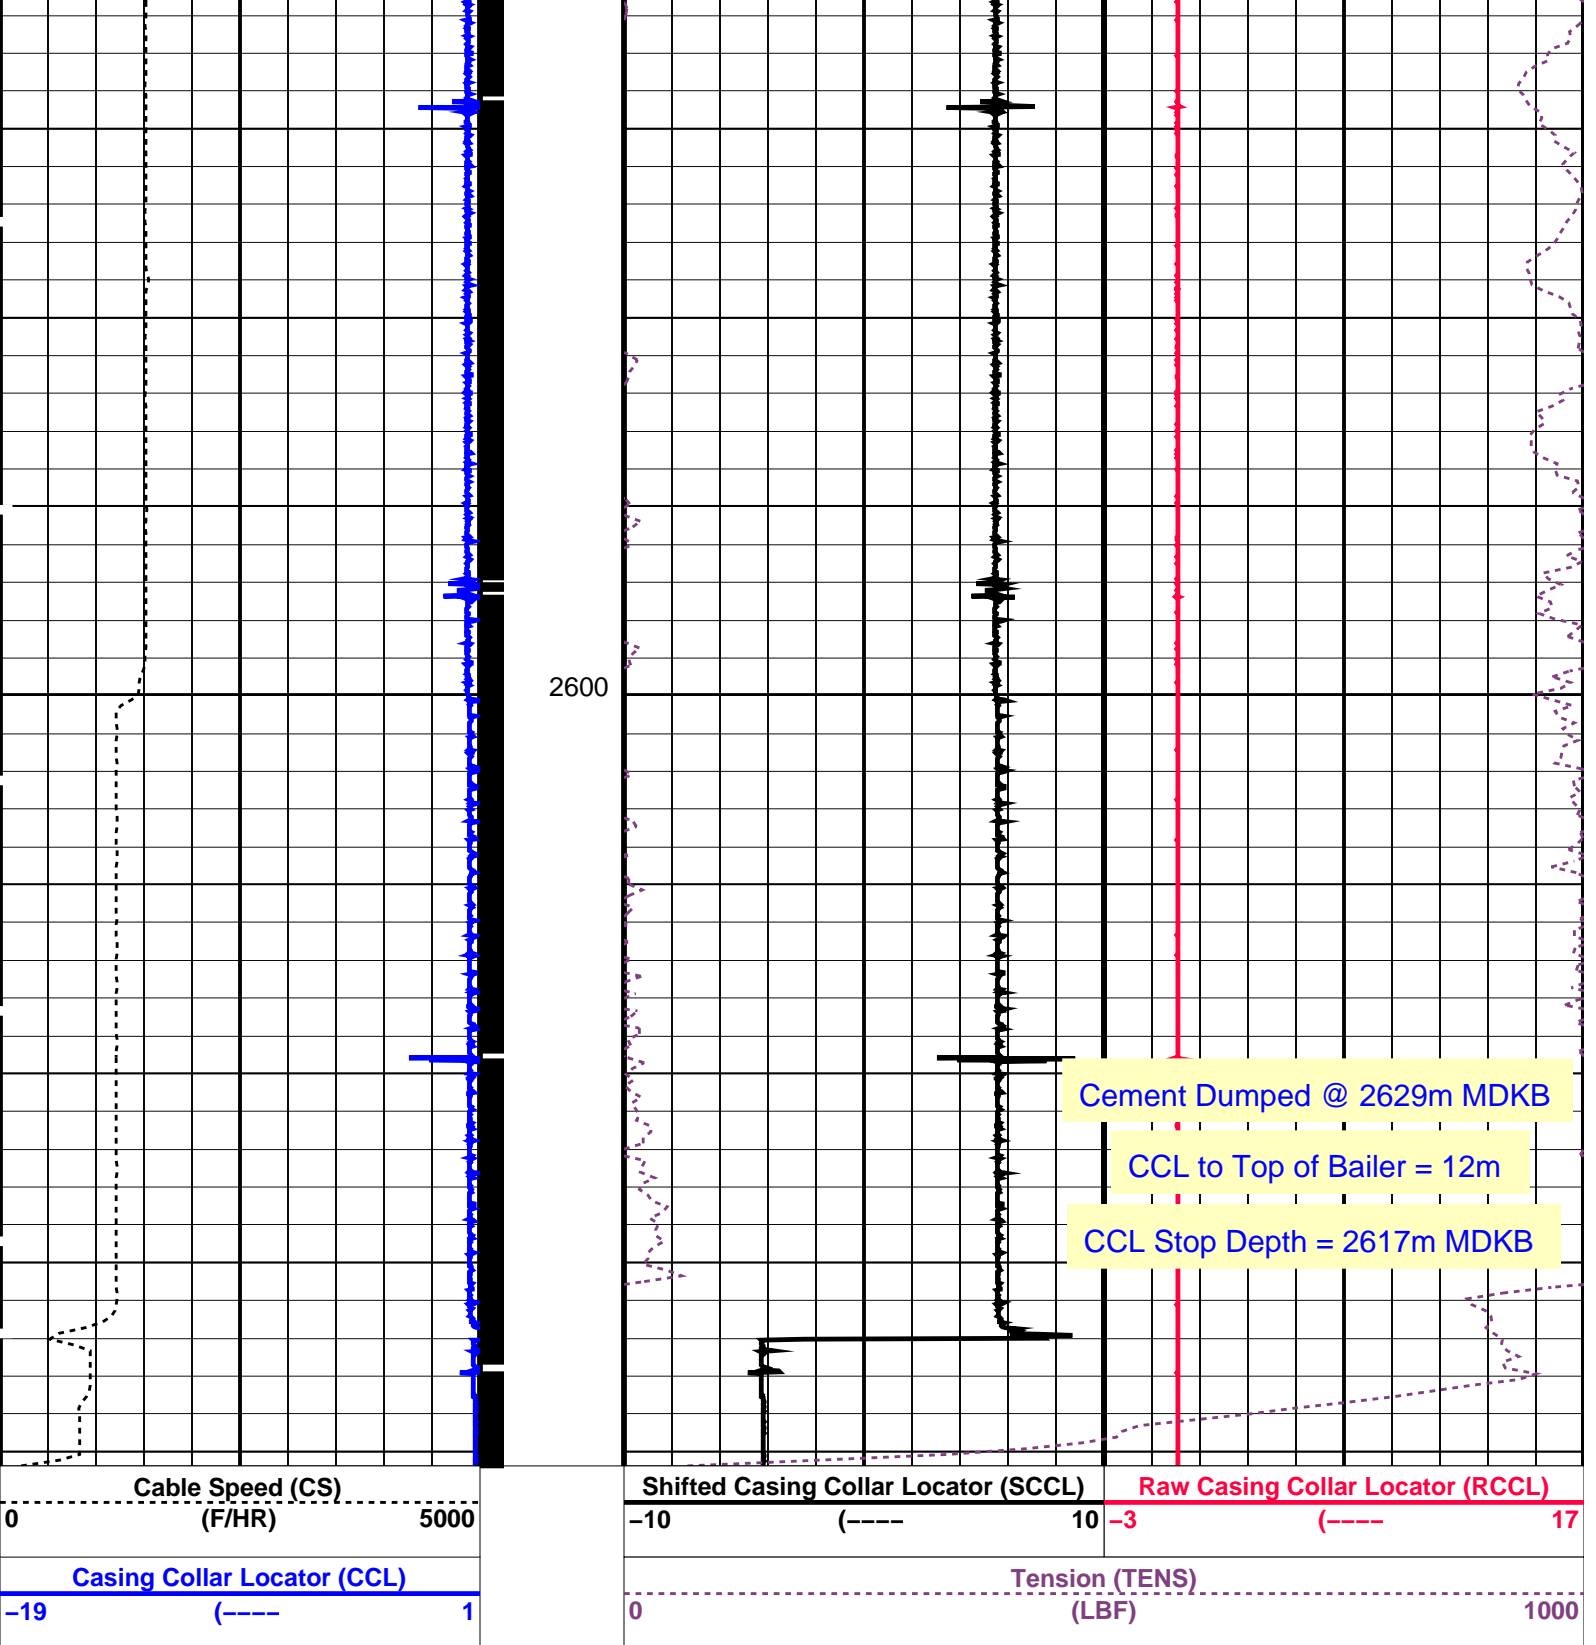 2600
Cement Dumped @ 2629m MDKB
CCL to Top of Bailer = 12m
CCL Stop Depth = 2617m MDKB
Cable Speed (CS)
0 (F/HR) 5000
Casing Collar Locator (CCL)
−19 (−−−− 1
Shifted Casing Collar Locator (SCCL)
−10 (−−−− 10
Raw Casing Collar Locator (RCCL)
−3 (−−−− 17
Tension (TENS)
0 (LBF) 1000